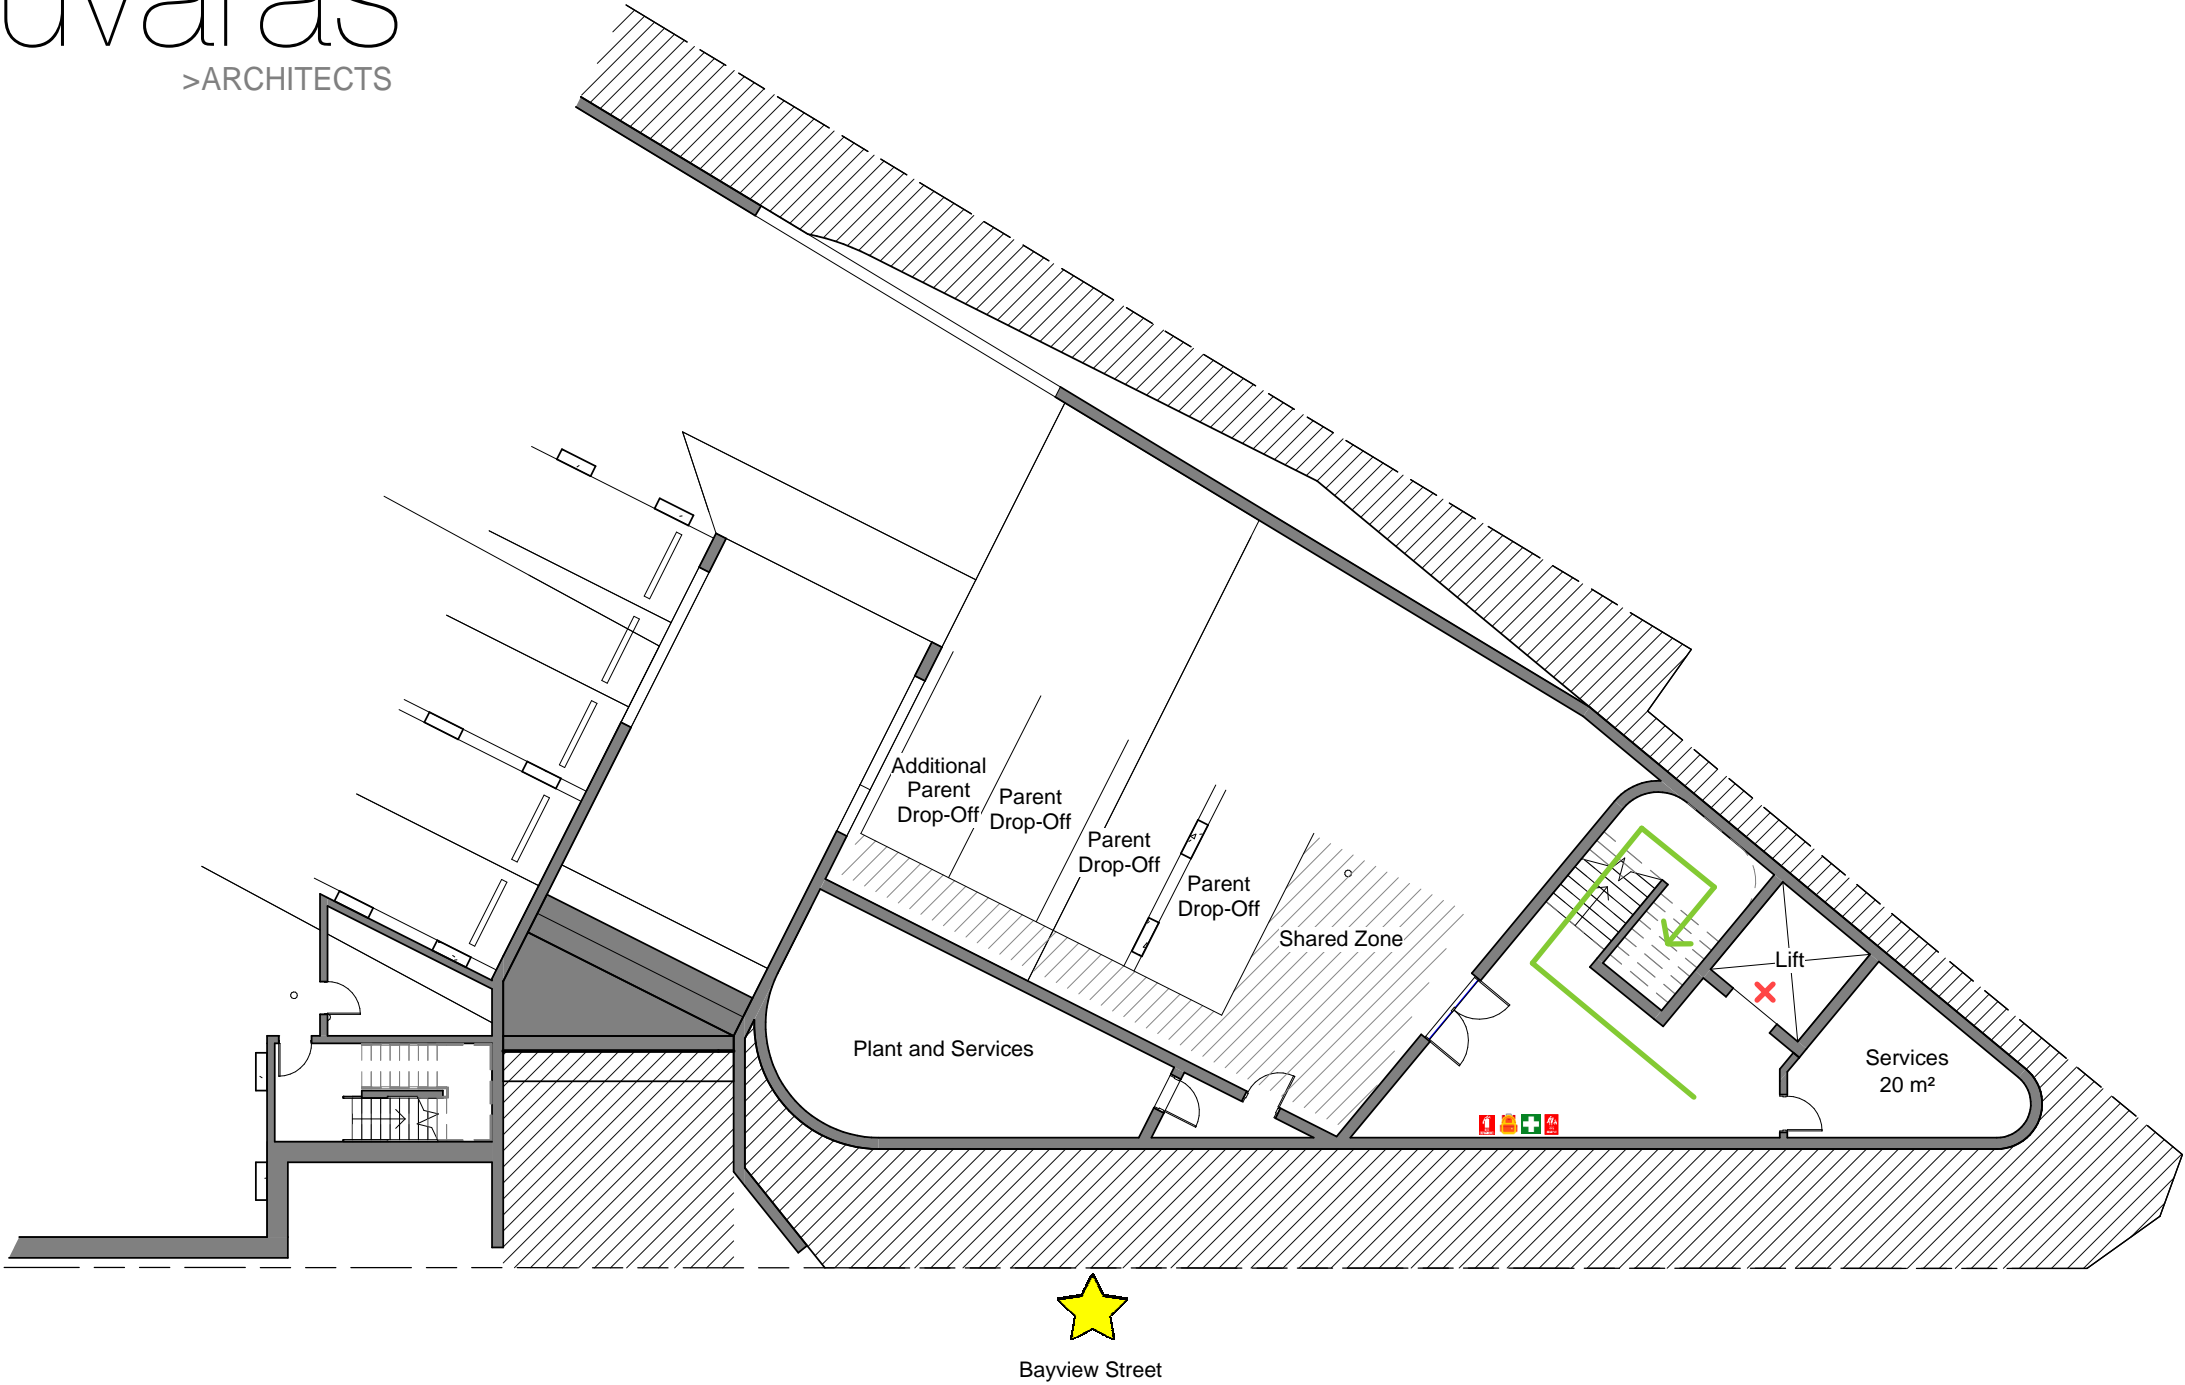 >ARCHITECTS
Additional
Parent
Drop-Off
Parent
Drop-Off
Parent
Drop-Off
Parent
Drop-Off
Shared Zone
Lift
Plant and Services
Services
20 m²
Bayview Street